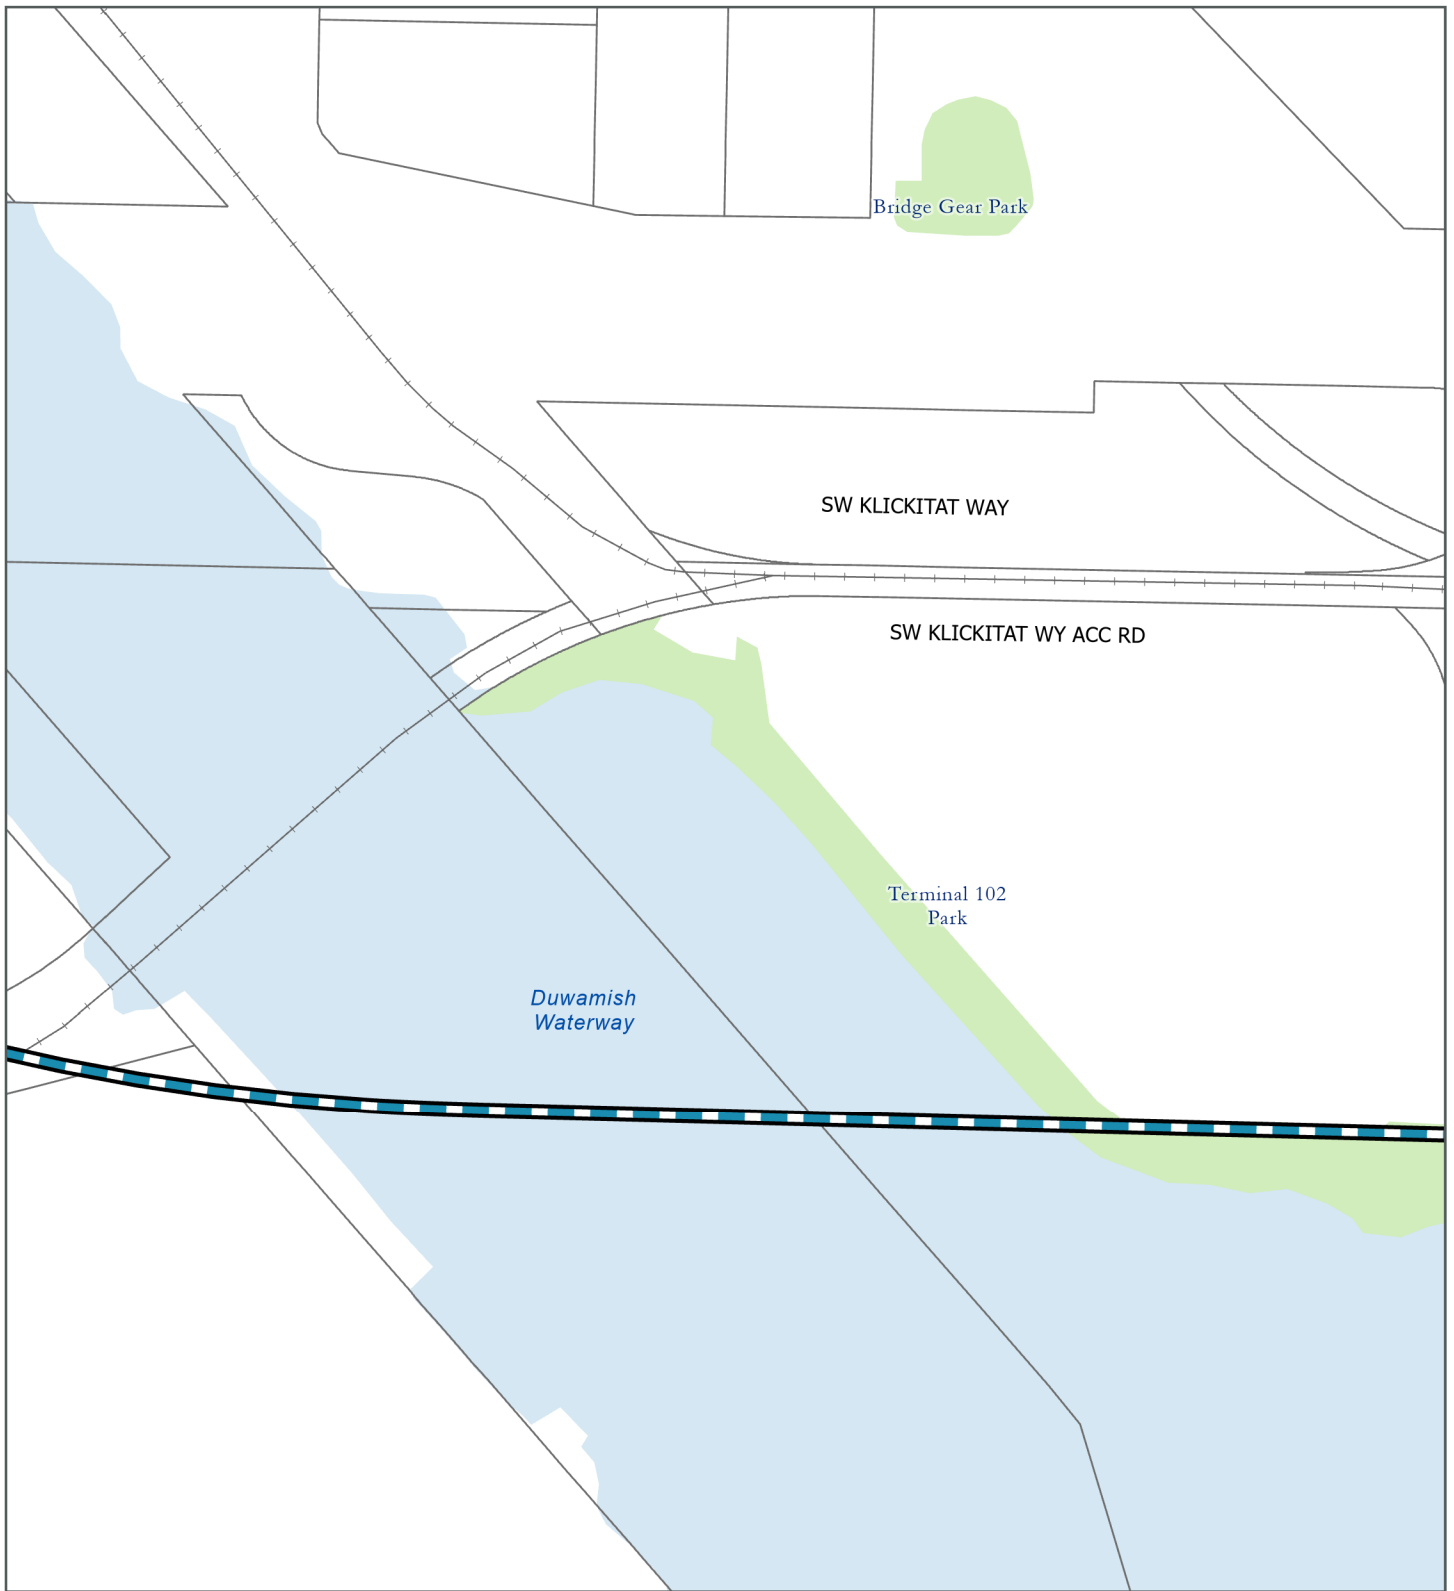 Bridge Gear Park
SW KLICKITAT WAY
SW KLICKITAT WY ACC RD
Terminal 102
Park
Duwamish
Waterway